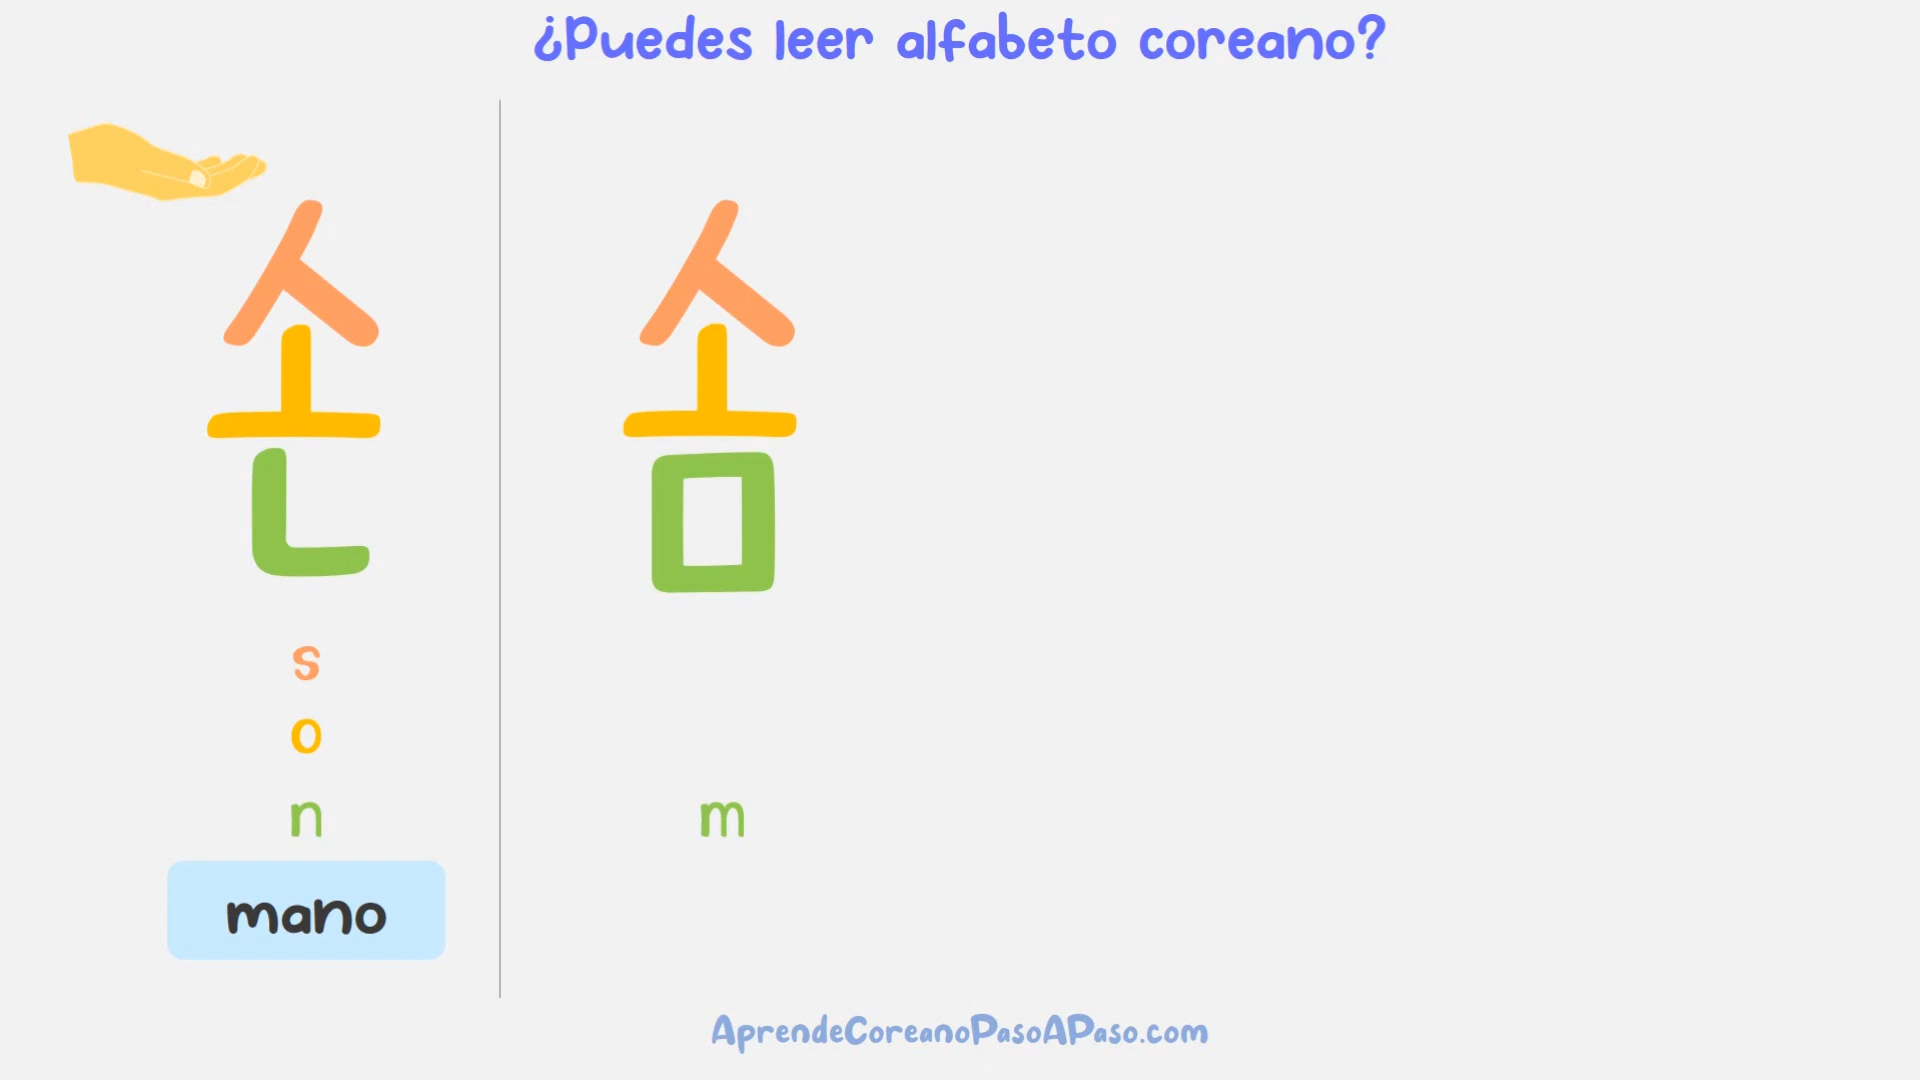 ¿Puedes leer alfabeto coreano?
손
s
o
n
mano
솜
m
AprendeCoreanoPasoAPaso.com